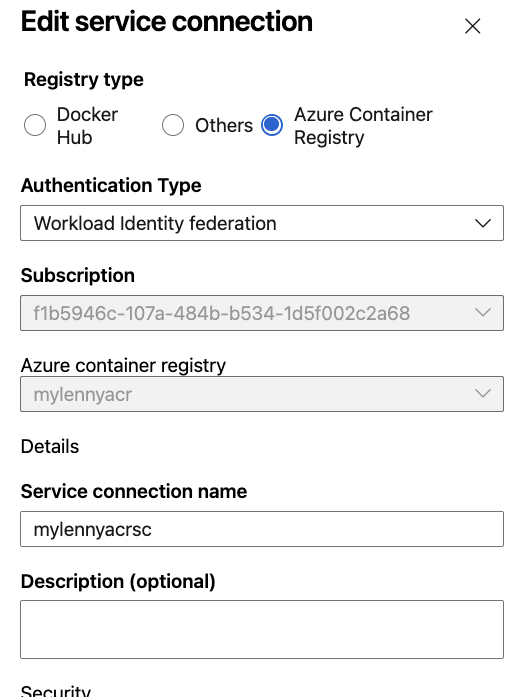 Edit service connection
Registry type
Docker
Hub
Others
Azure Container
Registry
Authentication Type
Workload Identity federation
Subscription
f1b5946c-107a-484b-b534-1d5f002c2a68
Azure container registry
mylennyacr
Details
Service connection name
mylennyacrsc
Description (optional)
Security